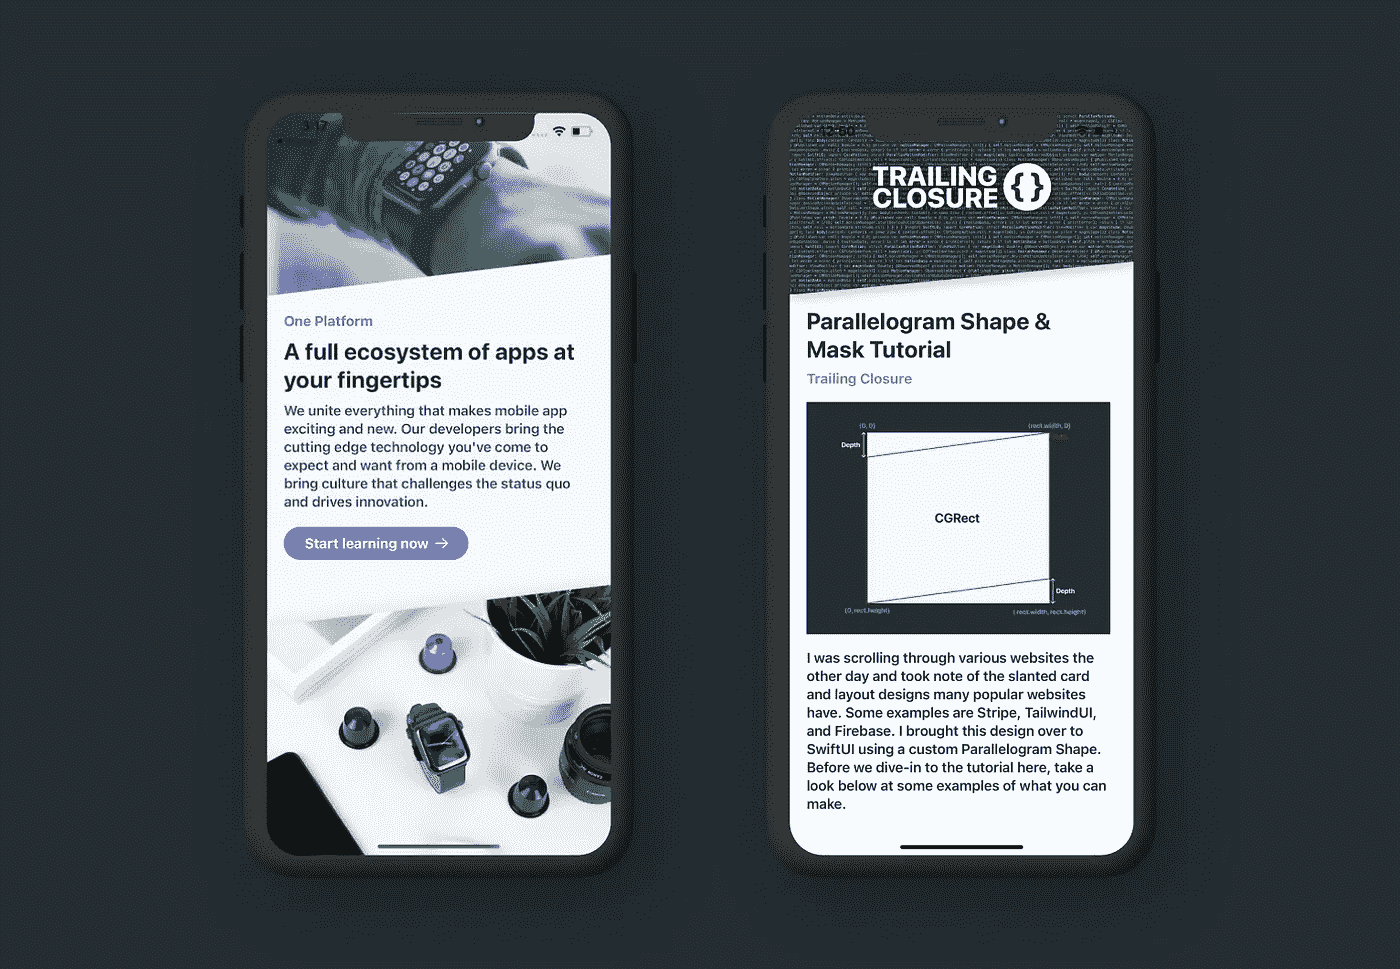 One Platform
A full ecosystem of apps at
your fingertips
We unite everything that makes mobile app
exciting and new. Our developers bring the
cutting edge technology you've come to
expect and want from a mobile device. We
bring culture that challenges the status quo
and drives innovation.
Start learning now →
TRAILING
CLOSURE {}
Parallelogram Shape &
Mask Tutorial
Trailing Closure
(0, 0)
(rect.width, 0)
Depth
CGRect
Depth
(0, rect.height)
(rect.width, rect.height)
I was scrolling through various websites the
other day and took note of the slanted card
and layout designs many popular websites
have. Some examples are Stripe, TailwindUI,
and Firebase. I brought this design over to
SwiftUI using a custom Parallelogram Shape.
Before we dive-in to the tutorial here, take a
look below at some examples of what you can
make.